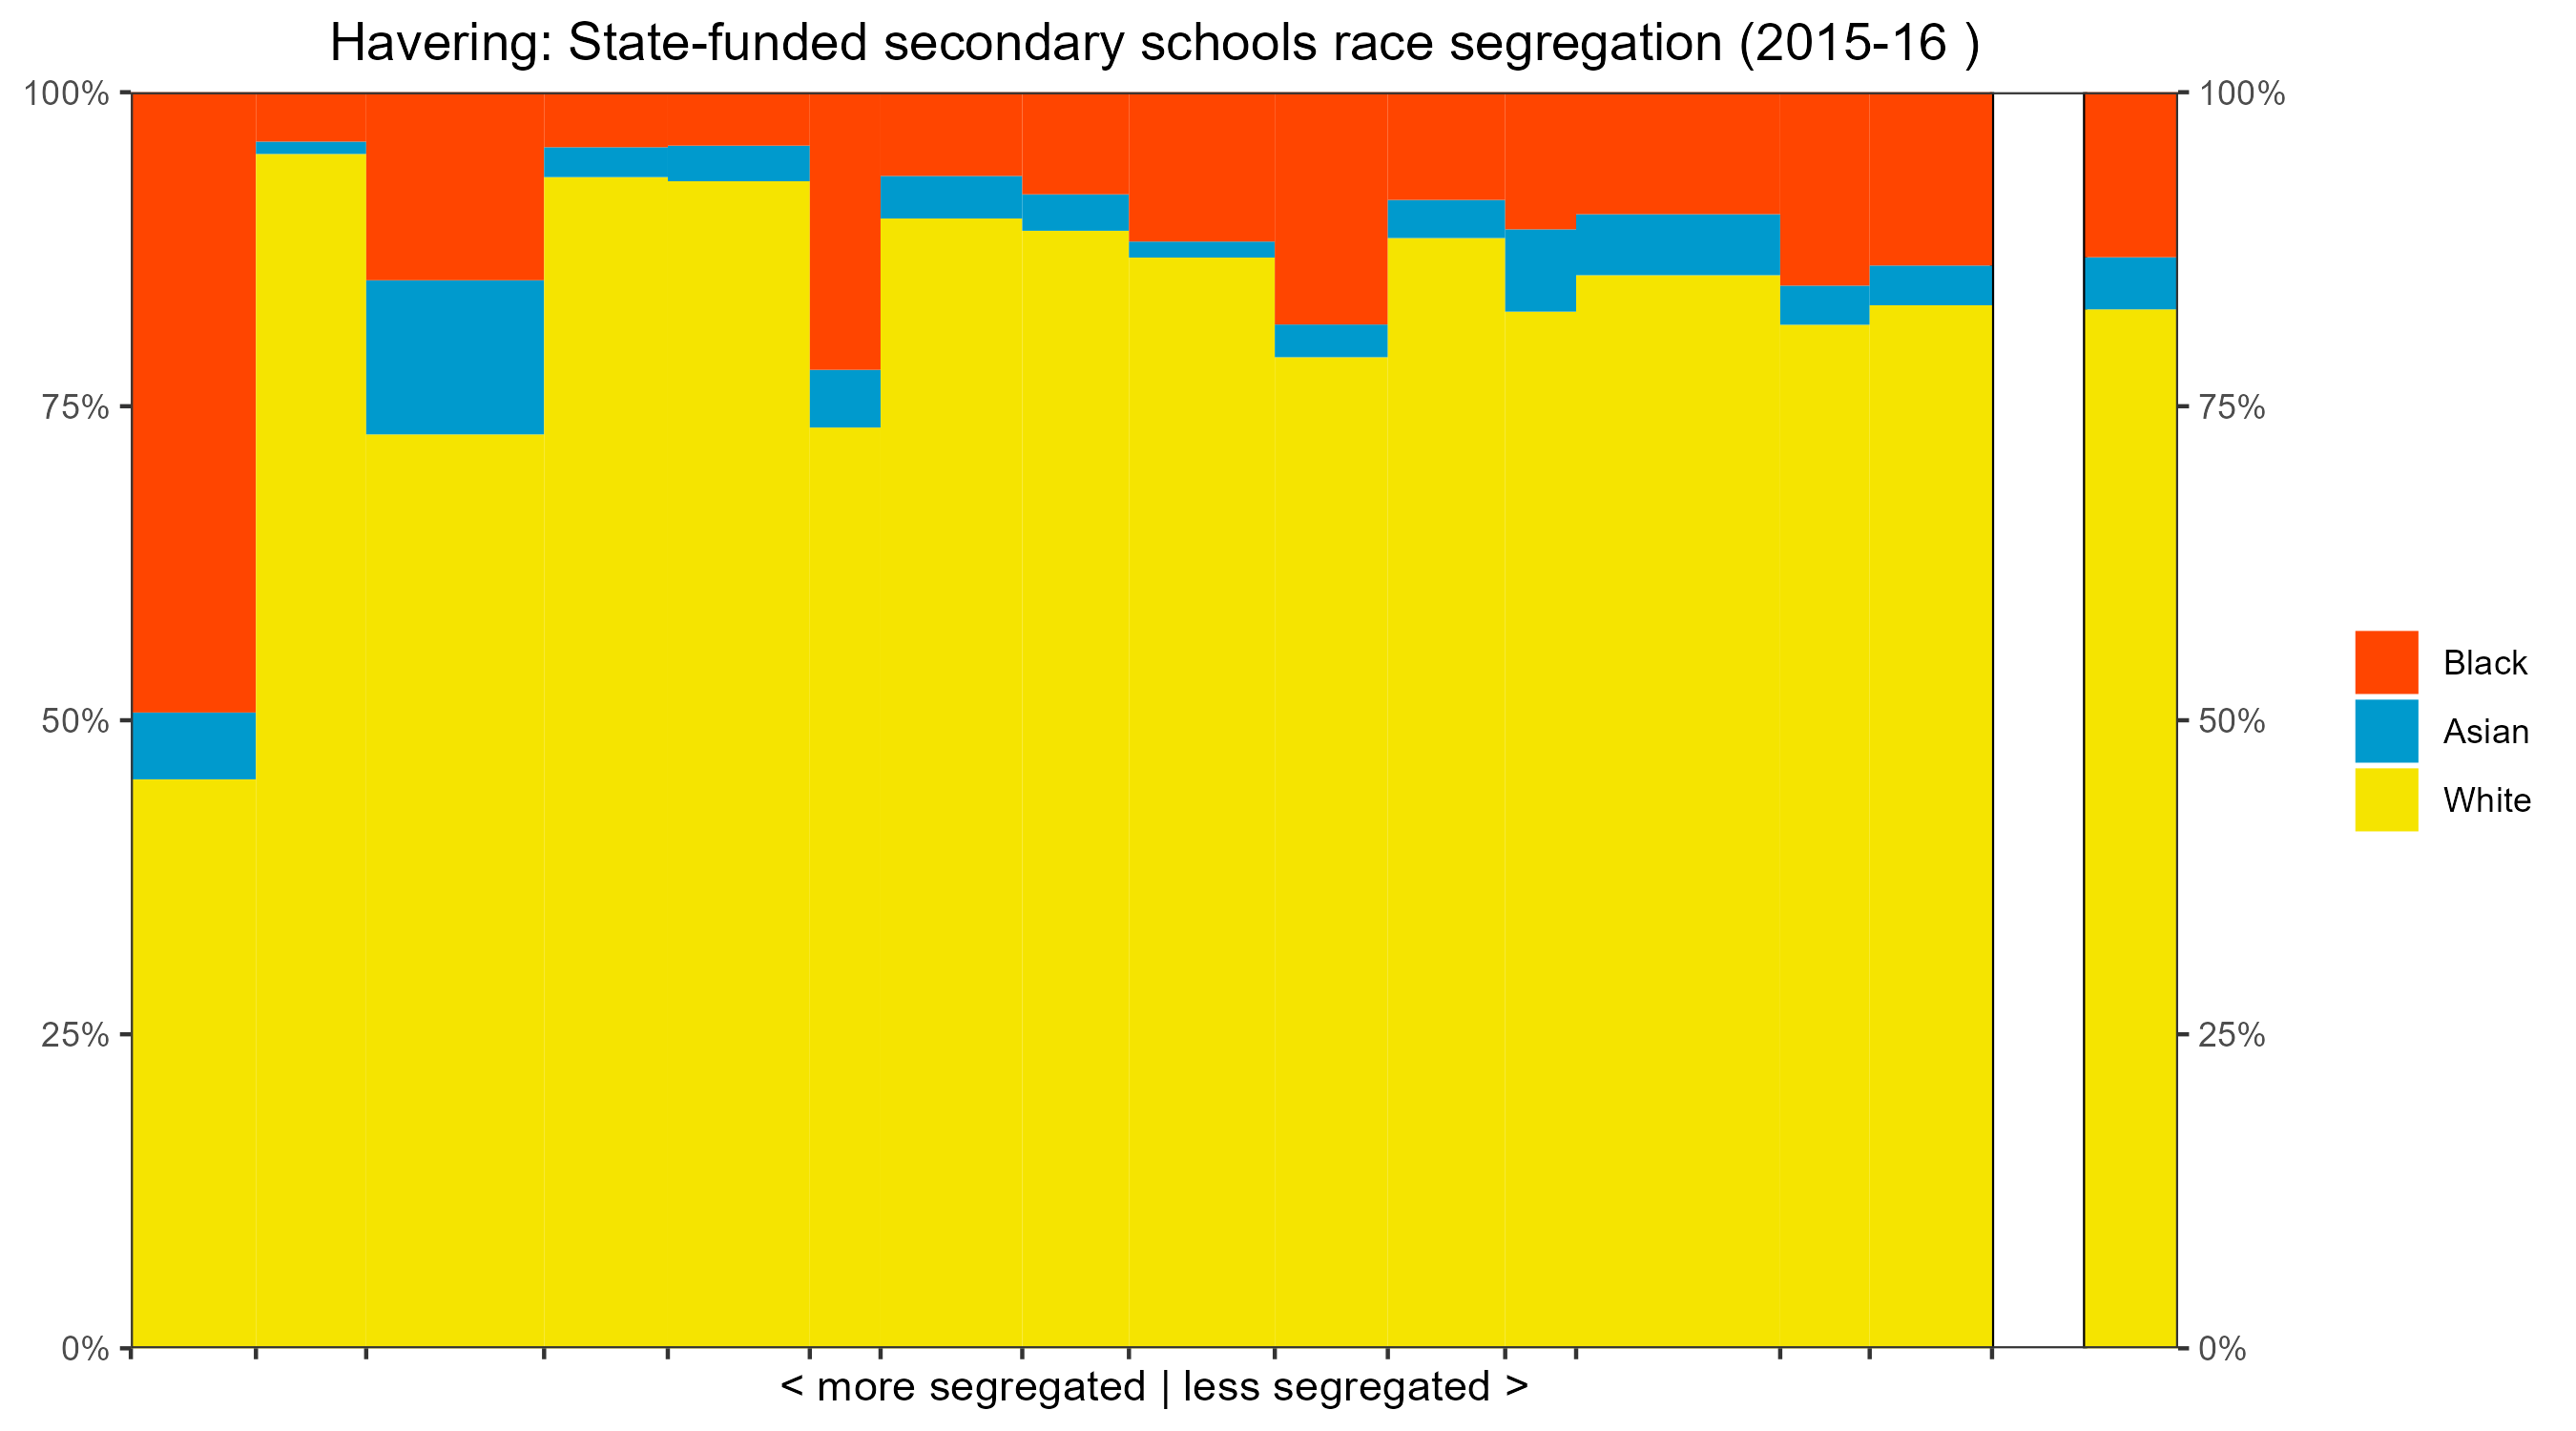 Havering: State-funded secondary schools race segregation (2015-16 )
100%
75%
50%
25%
0%
100%
75%
50%
25%
0%
< more segregated | less segregated >
Black
Asian
White